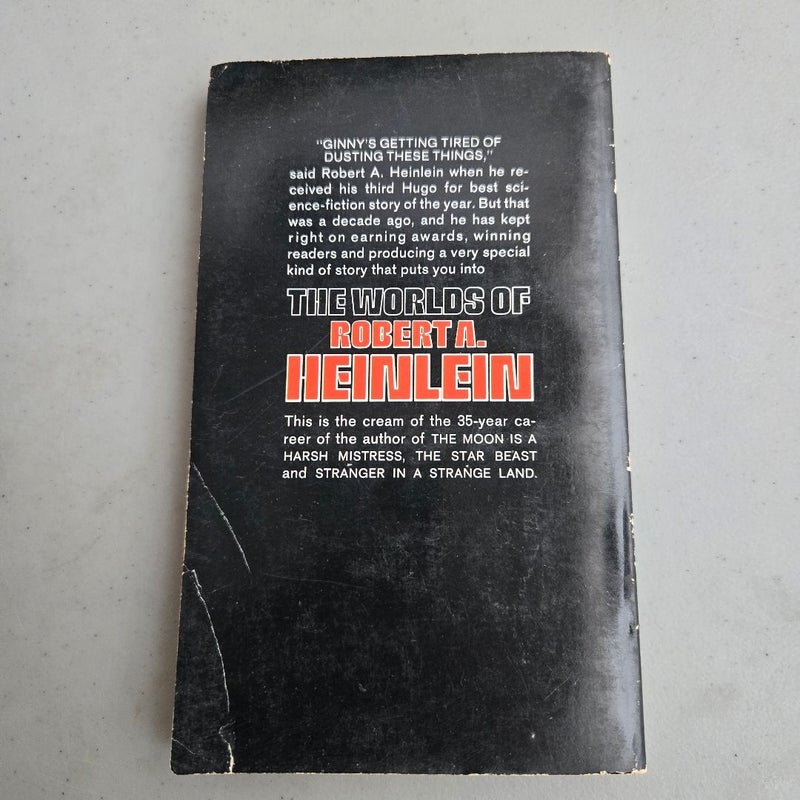 "GINNY'S GETTING TIRED OF
DUSTING THESE THINGS,"
said Robert A. Heinlein when he re-
ceived his third Hugo for best sci-
ence-fiction story of the year. But that
was a decade ago, and he has kept
right on earning awards, winning
readers and producing a very special
kind of story that puts you into
THE WORLDS OF
ROBERT A.
HEINLEIN
This is the cream of the 35-year ca-
reer of the author of THE MOON IS A
HARSH MISTRESS, THE STAR BEAST
and STRANGER IN A STRANGE LAND.